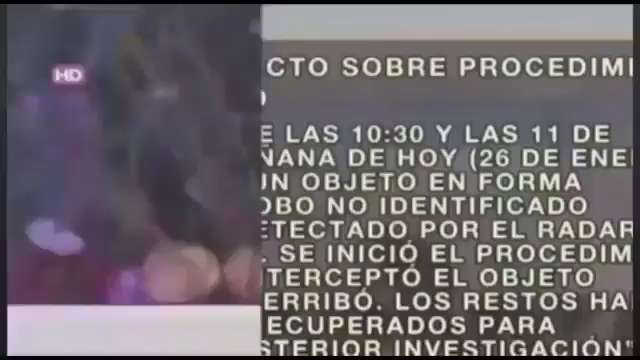 HD
CTO SOBRE PROCEDIMI
O
E LAS 10:30 Y LAS 11 DE
ÑANA DE HOY (26 DE ENE
UN OBJETO EN FORMA
OBO NO IDENTIFICADO
ETECTADO POR EL RADAR
. SE INICIÓ EL PROCEDIM
TERCEPTÓ EL OBJETO
ERRIBÓ. LOS RESTOS HA
ECUPERADOS PARA
STERIOR INVESTIGACIÓN"